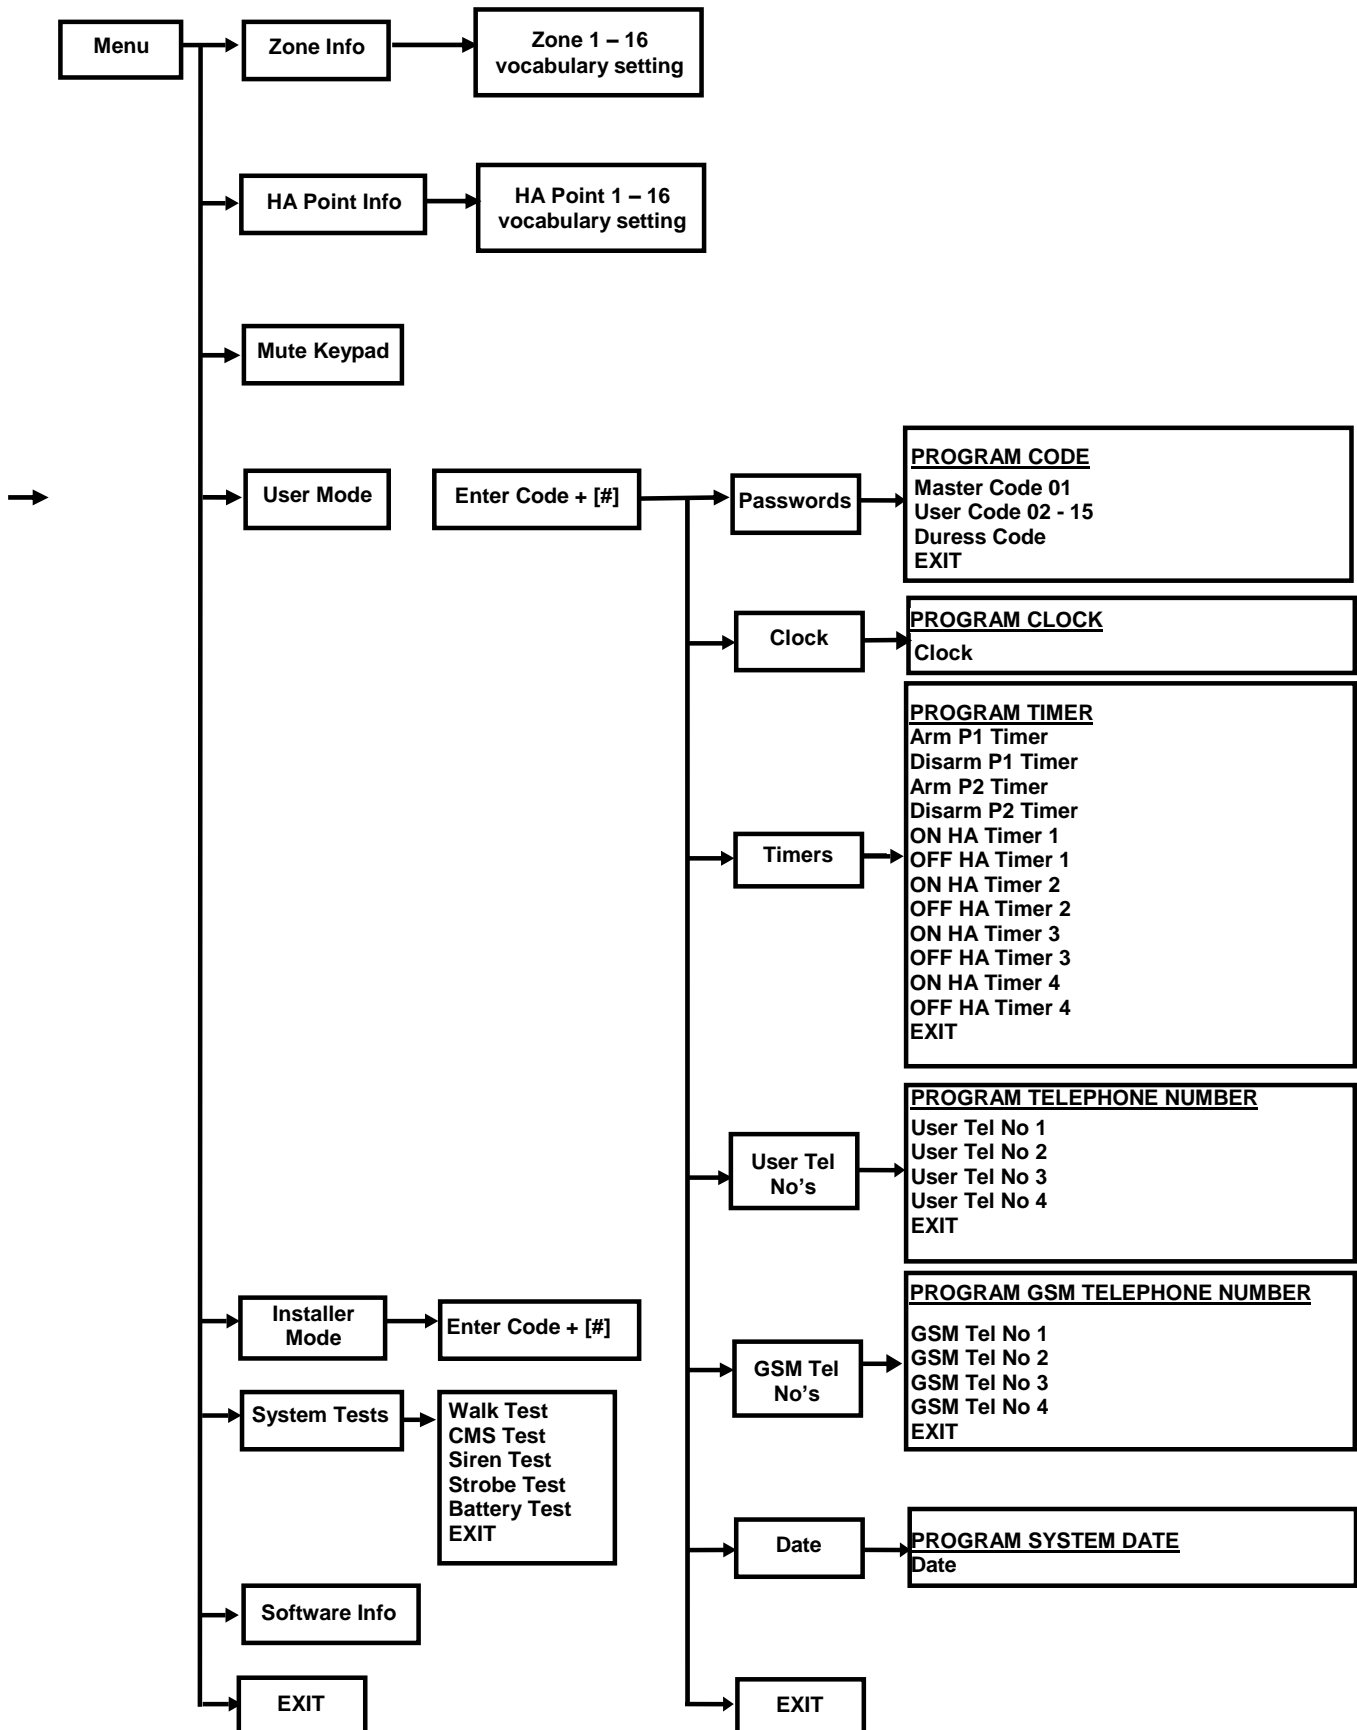 Menu
Zone Info
Zone 1 – 16
vocabulary setting
HA Point Info
HA Point 1 – 16
vocabulary setting
Mute Keypad
User Mode
Enter Code + [#]
Passwords
PROGRAM CODE
Master Code 01
User Code 02 - 15
Duress Code
EXIT
Clock
PROGRAM CLOCK
Clock
Timers
PROGRAM TIMER
Arm P1 Timer
Disarm P1 Timer
Arm P2 Timer
Disarm P2 Timer
ON HA Timer 1
OFF HA Timer 1
ON HA Timer 2
OFF HA Timer 2
ON HA Timer 3
OFF HA Timer 3
ON HA Timer 4
OFF HA Timer 4
EXIT
User Tel
No’s
PROGRAM TELEPHONE NUMBER
User Tel No 1
User Tel No 2
User Tel No 3
User Tel No 4
EXIT
GSM Tel
No’s
PROGRAM GSM TELEPHONE NUMBER
GSM Tel No 1
GSM Tel No 2
GSM Tel No 3
GSM Tel No 4
EXIT
Date
PROGRAM SYSTEM DATE
Date
EXIT
Installer
Mode
Enter Code + [#]
System Tests
Walk Test
CMS Test
Siren Test
Strobe Test
Battery Test
EXIT
Software Info
EXIT